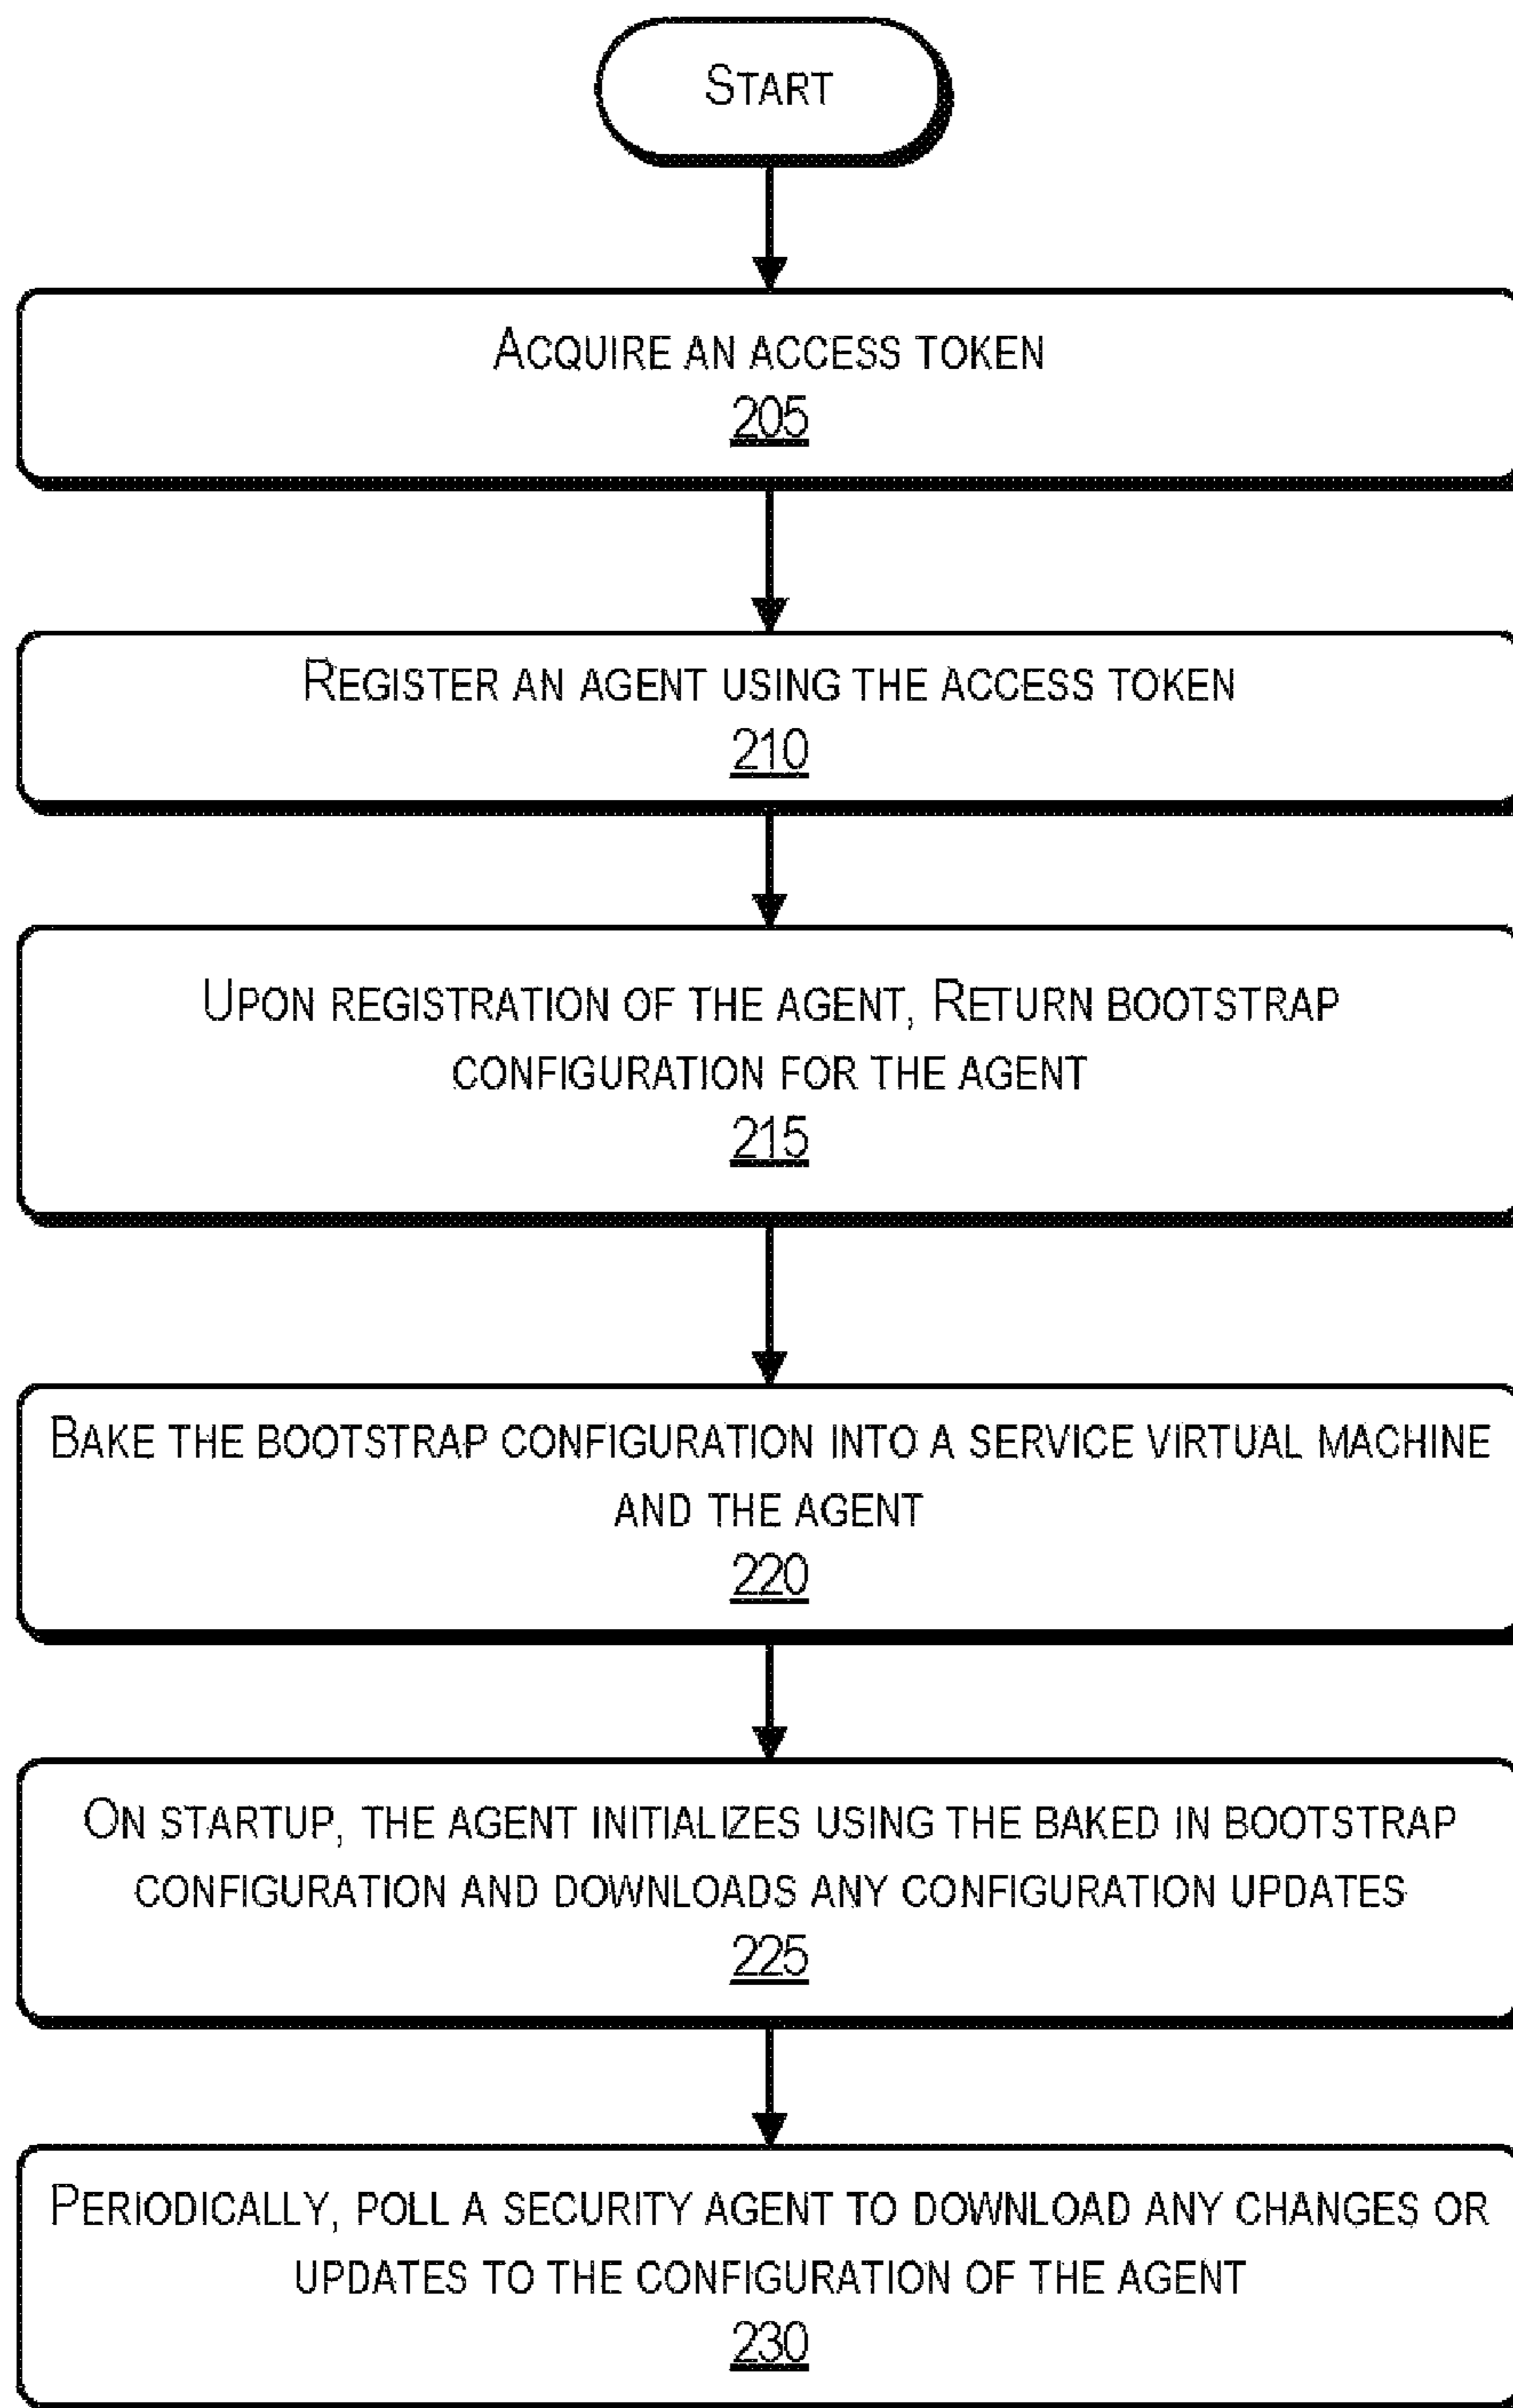 START
ACQUIRE AN ACCESS TOKEN
205
REGISTER AN AGENT USING THE ACCESS TOKEN
210
UPON REGISTRATION OF THE AGENT, RETURN BOOTSTRAP
CONFIGURATION FOR THE AGENT
215
BAKE THE BOOTSTRAP CONFIGURATION INTO A SERVICE VIRTUAL MACHINE
AND THE AGENT
220
ON STARTUP, THE AGENT INITIALIZES USING THE BAKED IN BOOTSTRAP
CONFIGURATION AND DOWNLOADS ANY CONFIGURATION UPDATES
225
PERIODICALLY, POLL A SECURITY AGENT TO DOWNLOAD ANY CHANGES OR
UPDATES TO THE CONFIGURATION OF THE AGENT
230